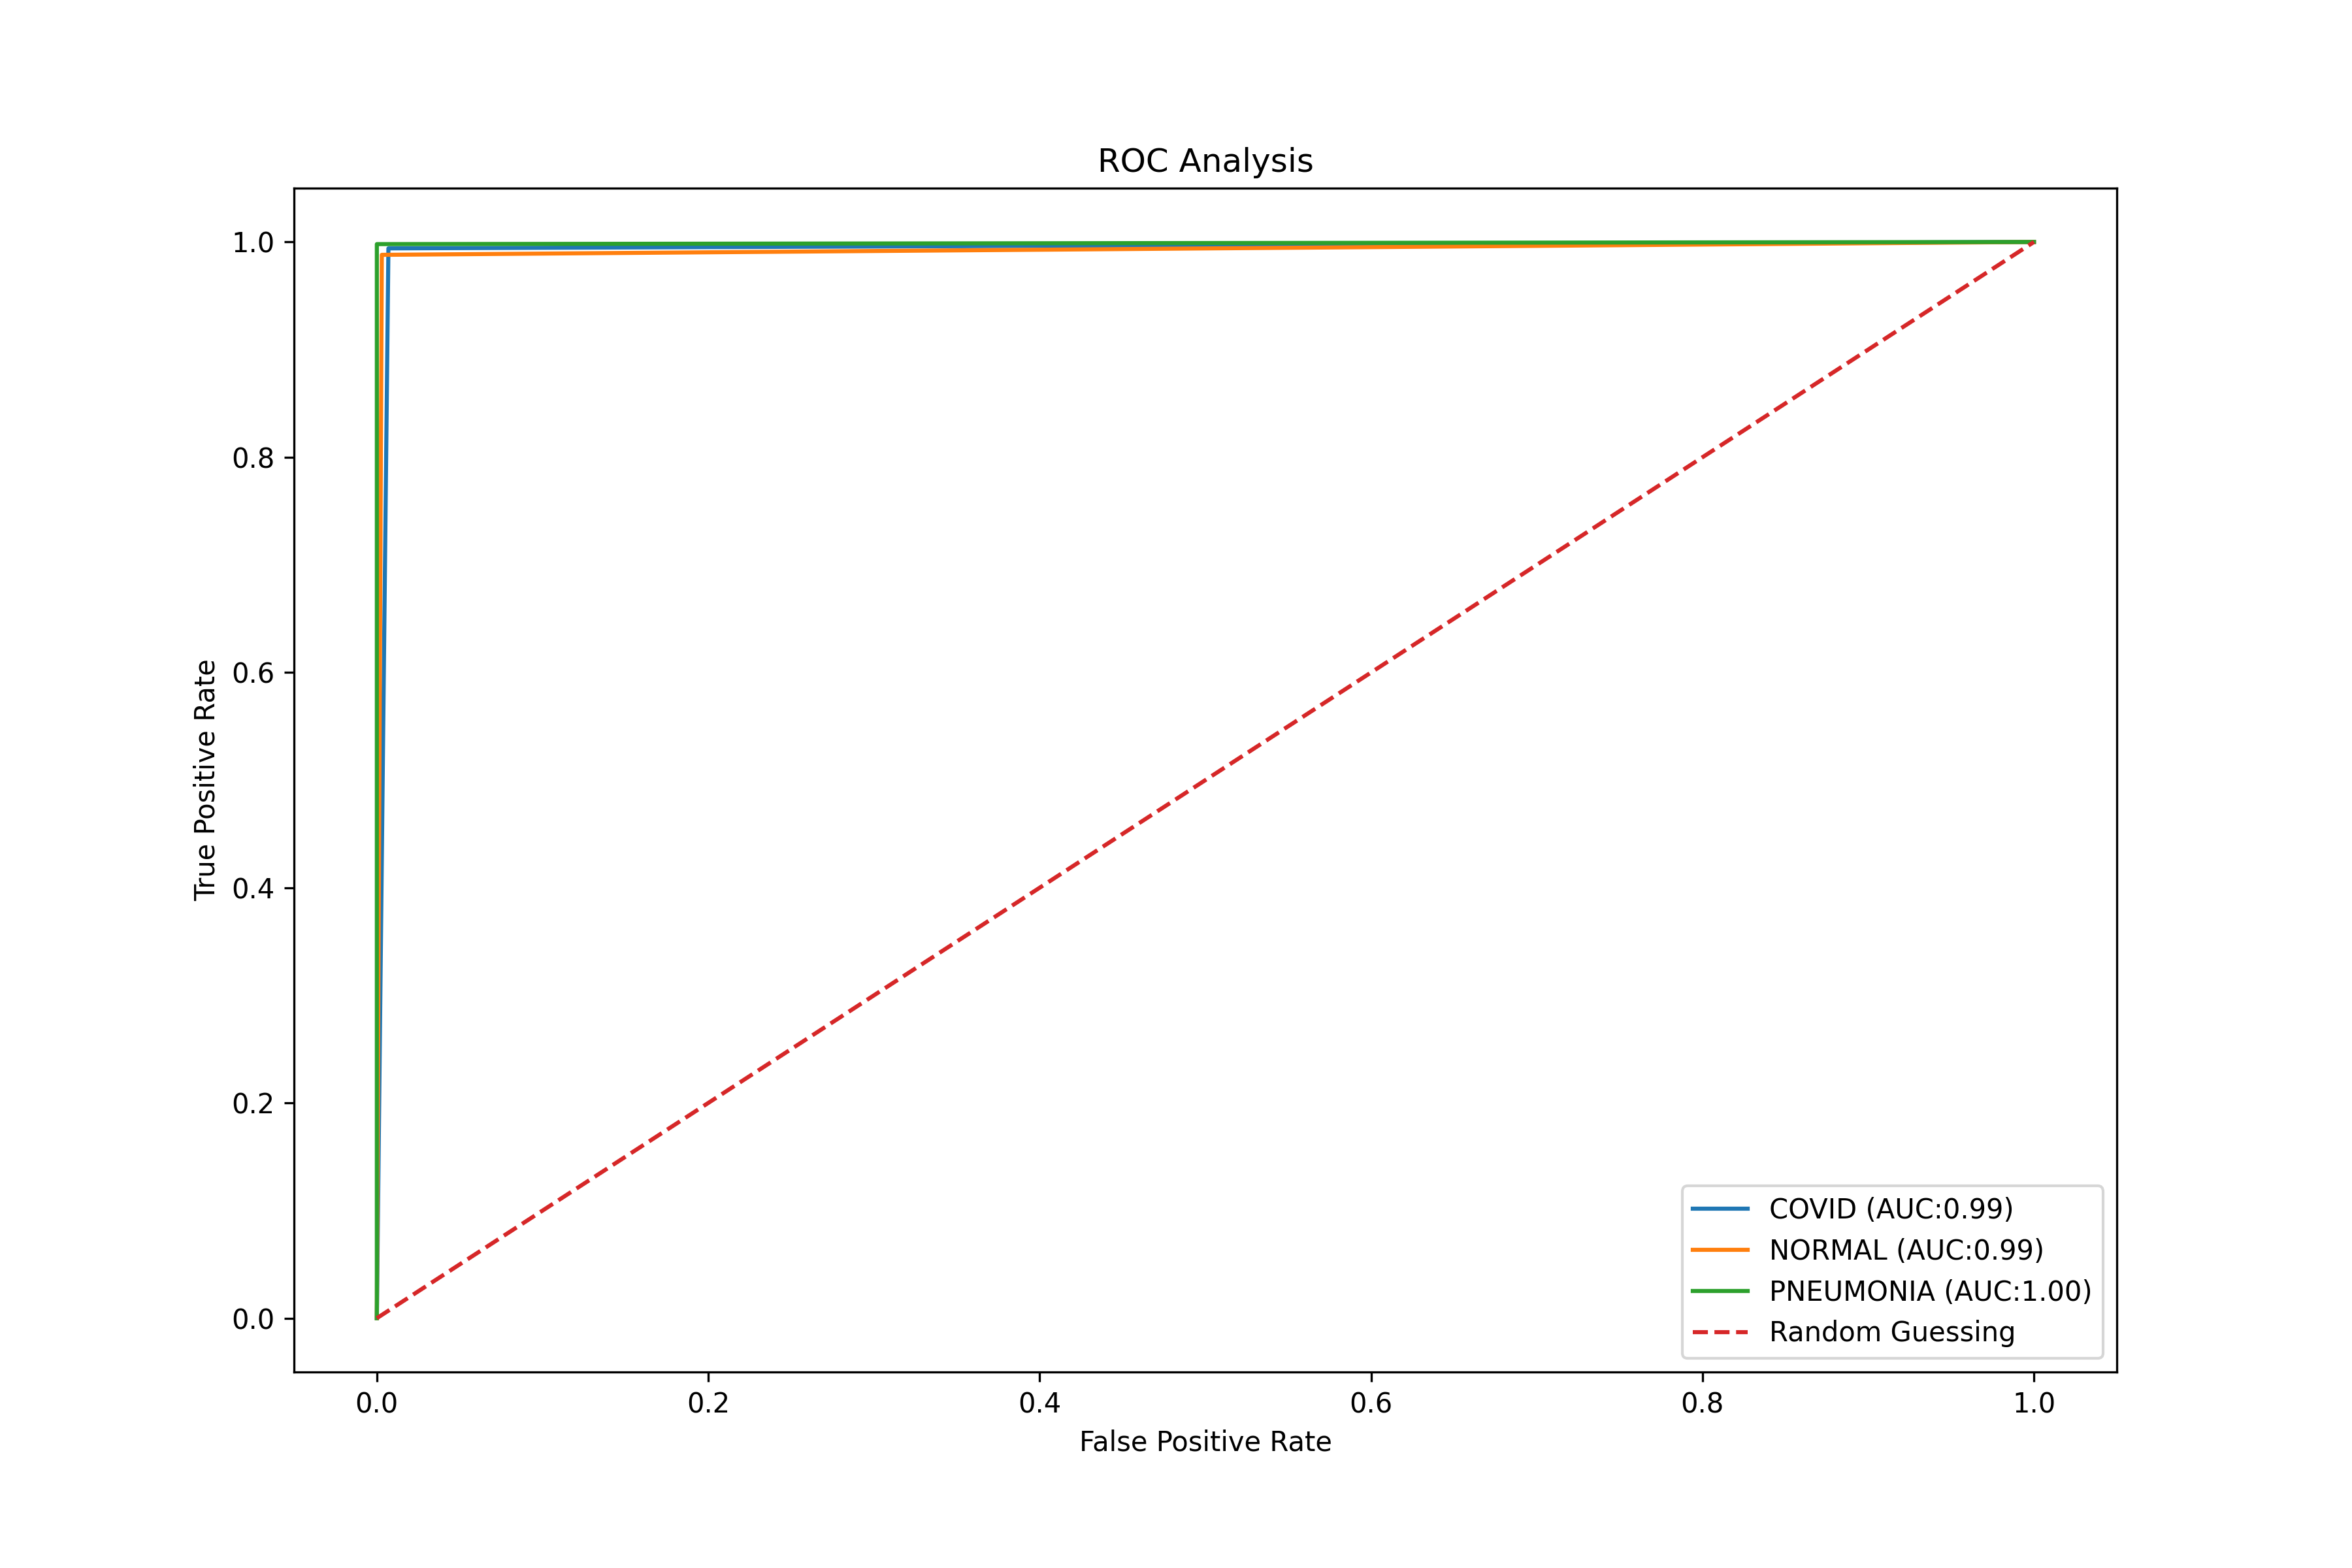 ROC Analysis
1.0
0.8
0.6
0.4
0.2
0.0
True Positive Rate
0.0 0.2 0.4 0.6 0.8 1.0
False Positive Rate
COVID (AUC:0.99)
NORMAL (AUC:0.99)
PNEUMONIA (AUC:1.00)
Random Guessing